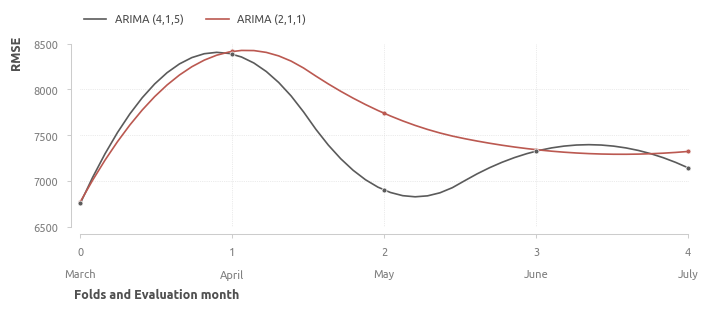 ARIMA (4,1,5) ARIMA (2,1,1)
RMSE
8500
8000
7500
7000
6500
0 1 2 3 4
March April May June July
Folds and Evaluation month